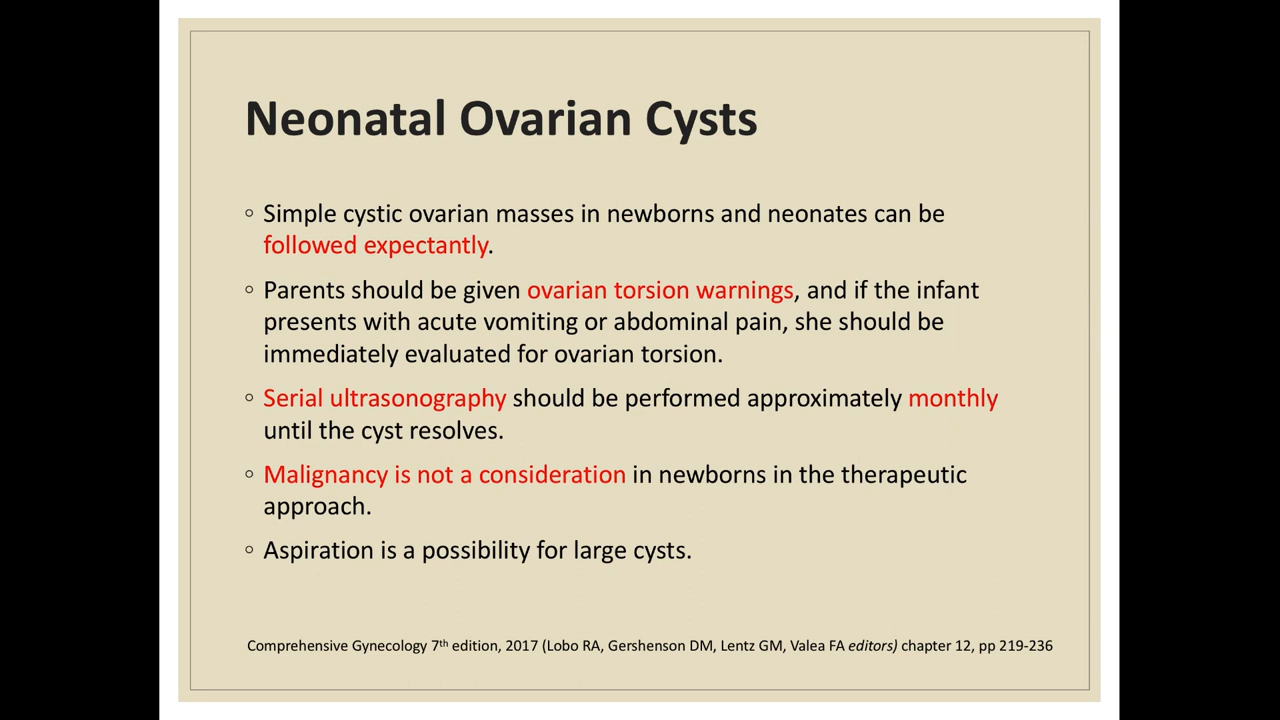 Neonatal Ovarian Cysts
◦ Simple cystic ovarian masses in newborns and neonates can be
followed expectantly.
◦ Parents should be given ovarian torsion warnings, and if the infant
presents with acute vomiting or abdominal pain, she should be
immediately evaluated for ovarian torsion.
◦ Serial ultrasonography should be performed approximately monthly
until the cyst resolves.
◦ Malignancy is not a consideration in newborns in the therapeutic
approach.
◦ Aspiration is a possibility for large cysts.
Comprehensive Gynecology 7th edition, 2017 (Lobo RA, Gershenson DM, Lentz GM, Valea FA editors) chapter 12, pp 219-236